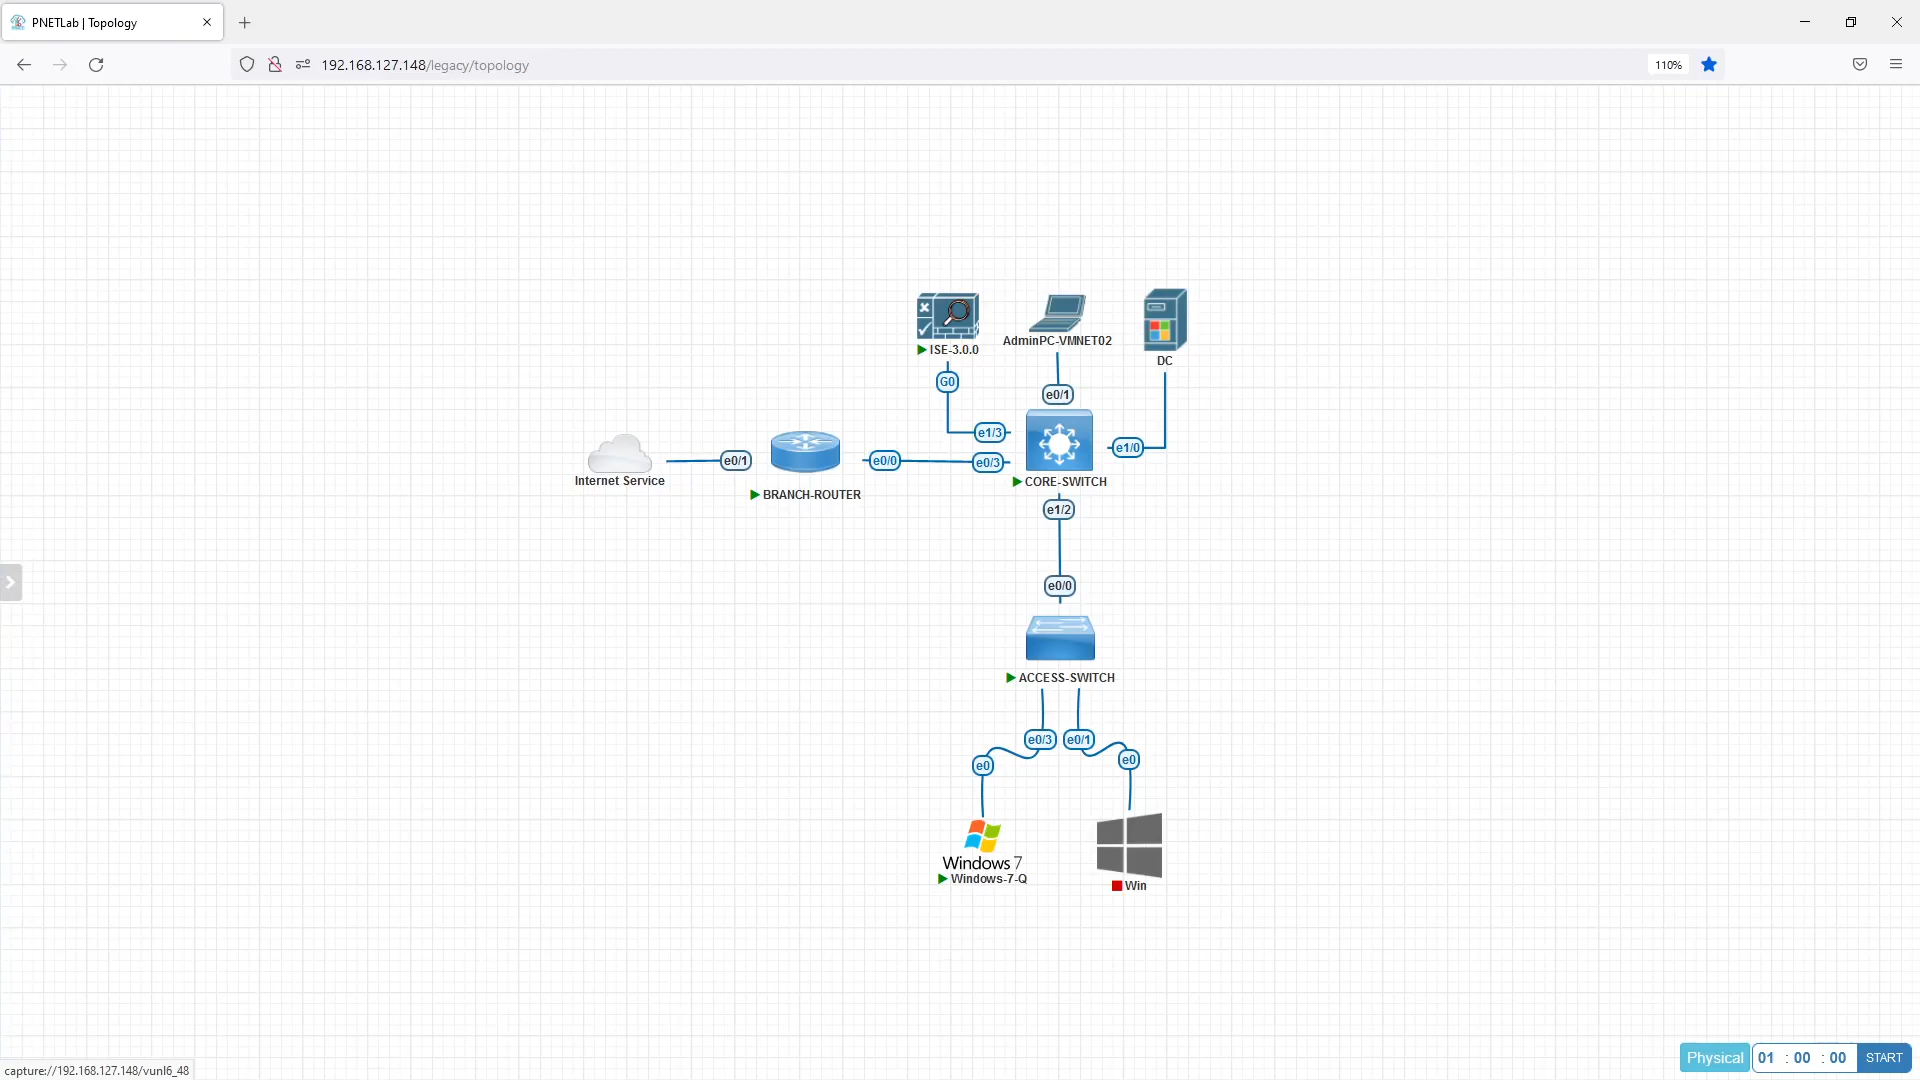 PNETLab | Topology
192.168.127.148/legacy/topology
110%
ISE-3.0.0
AdminPC-VMNET02
DC
G0
e0/1
e1/3
e1/0
e0/1
e0/0
e0/3
Internet Service
BRANCH-ROUTER
CORE-SWITCH
e1/2
e0/0
ACCESS-SWITCH
e0/3
e0/1
e0
e0
Windows 7
Windows-7-Q
Win
Physical
01 : 00 : 00
START
capture://192.168.127.148/vunl6_48